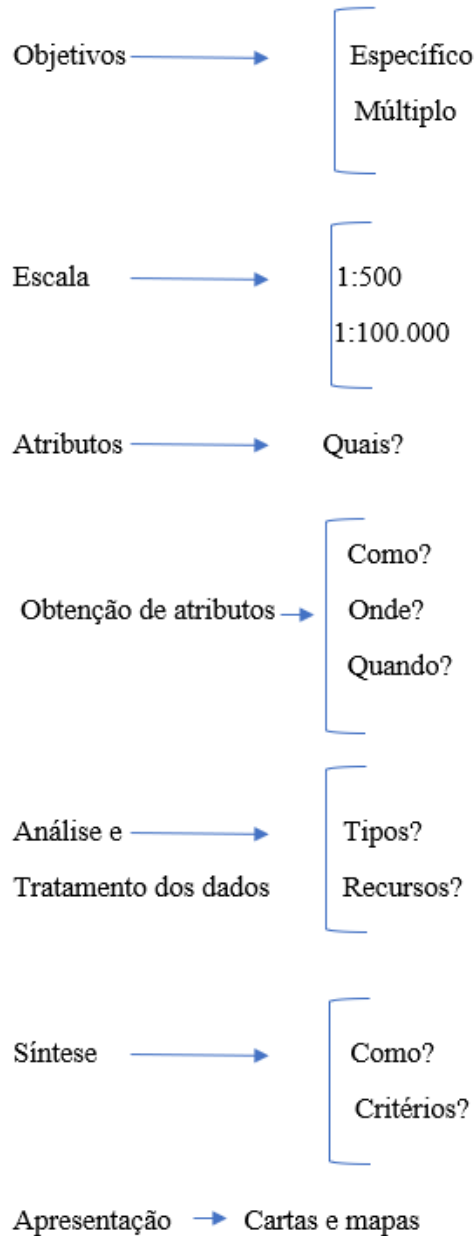 Objetivos Específico
Múltiplo
Escala 1:500
1:100.000
Atributos Quais?
Como?
Obtenção de atributos Onde?
Quando?
Análise e Tipos?
Tratamento dos dados Recursos?
Síntese Como?
Critérios?
Apresentação Cartas e mapas